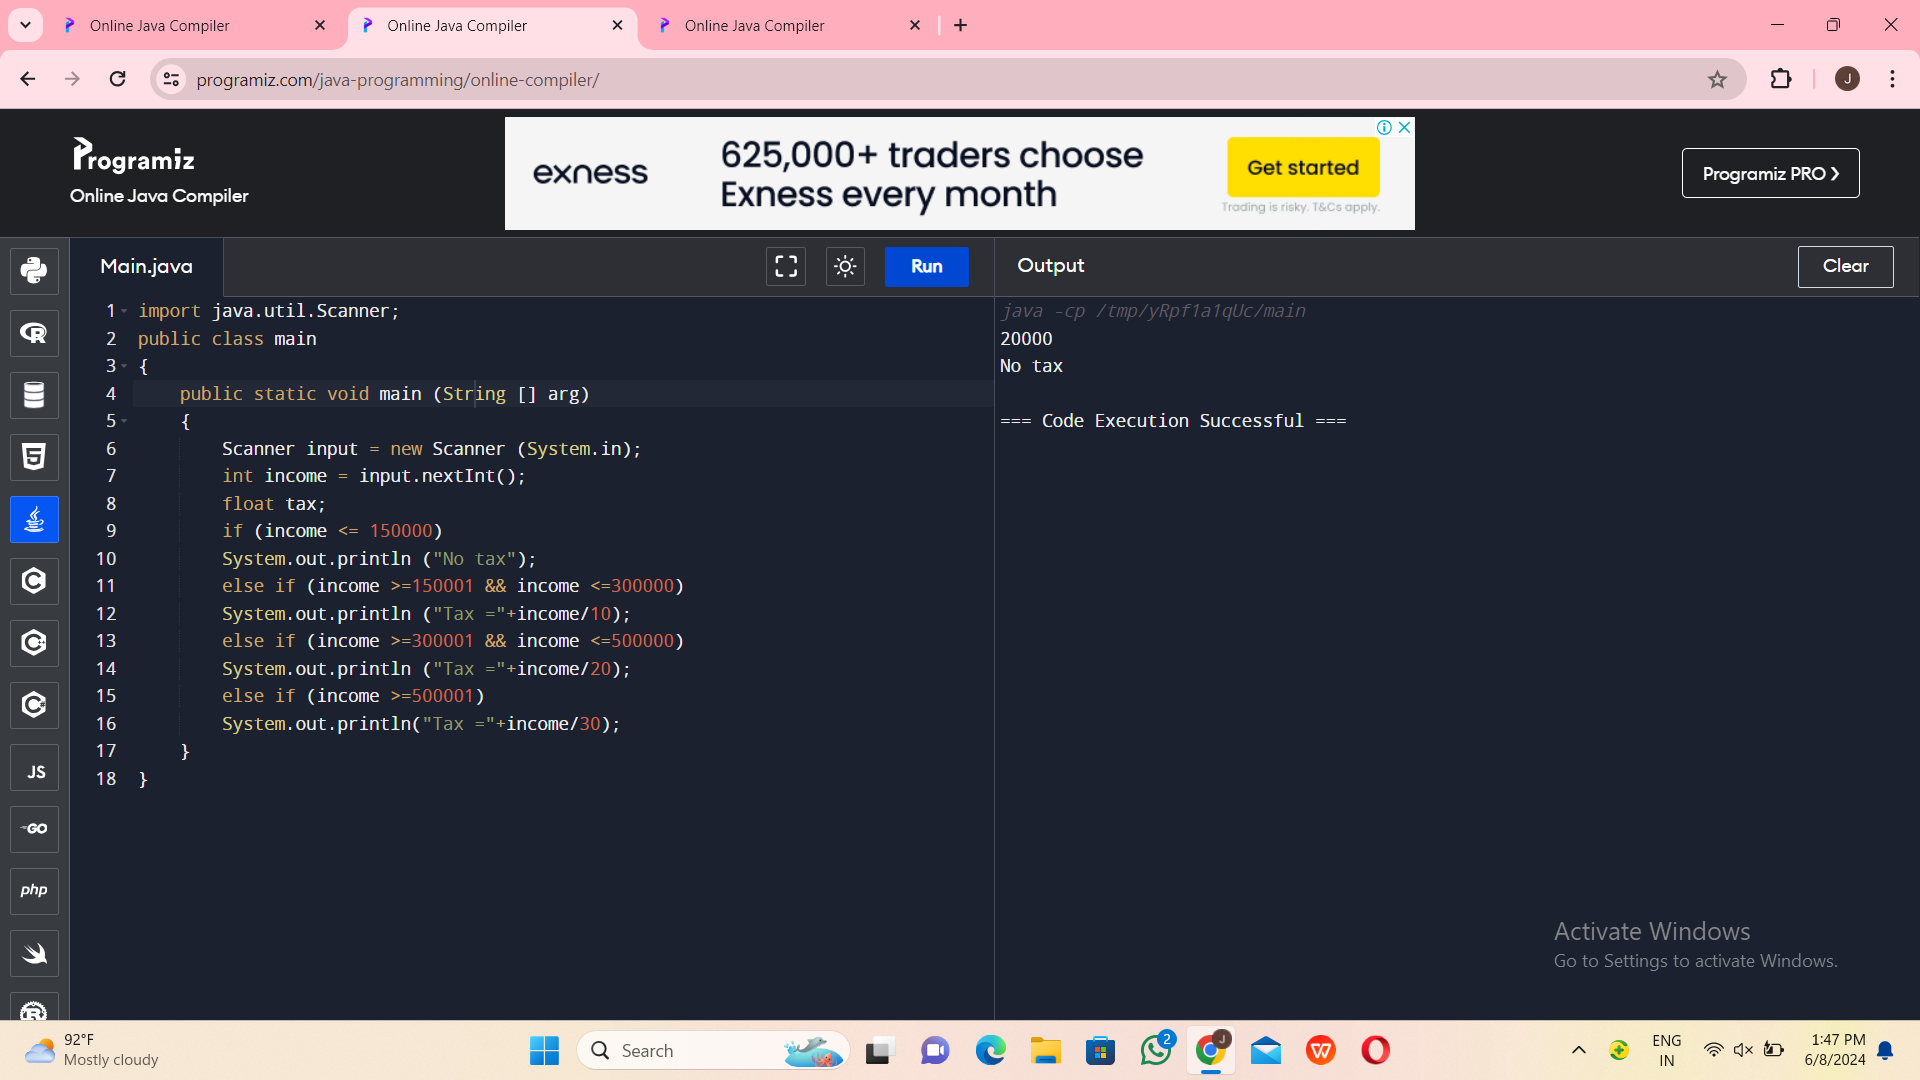 Online Java Compiler
Online Java Compiler
Online Java Compiler
programiz.com/java-programming/online-compiler/
J
Programiz
Online Java Compiler
exness
625,000+ traders choose
Exness every month
Get started
Trading is risky. T&Cs apply.
Programiz PRO
Main.java
Run
Output
Clear
1 import java.util.Scanner;
2 public class main
3 {
4 public static void main (String [] arg)
5 {
6 Scanner input = new Scanner (System.in);
7 int income = input.nextInt();
8 float tax;
9 if (income <= 150000)
10 System.out.println ("No tax");
11 else if (income >=150001 && income <=300000)
12 System.out.println ("Tax ="+income/10);
13 else if (income >=300001 && income <=500000)
14 System.out.println ("Tax ="+income/20);
15 else if (income >=500001)
16 System.out.println("Tax ="+income/30);
17 }
18 }
java -cp /tmp/yRpf1a1qUc/main
20000
No tax
=== Code Execution Successful ===
R
5
C
C
C
JS
GO
php
R
Activate Windows
Go to Settings to activate Windows.
92°F
Mostly cloudy
Search
2
J
W
ENG
IN
1:47 PM
6/8/2024